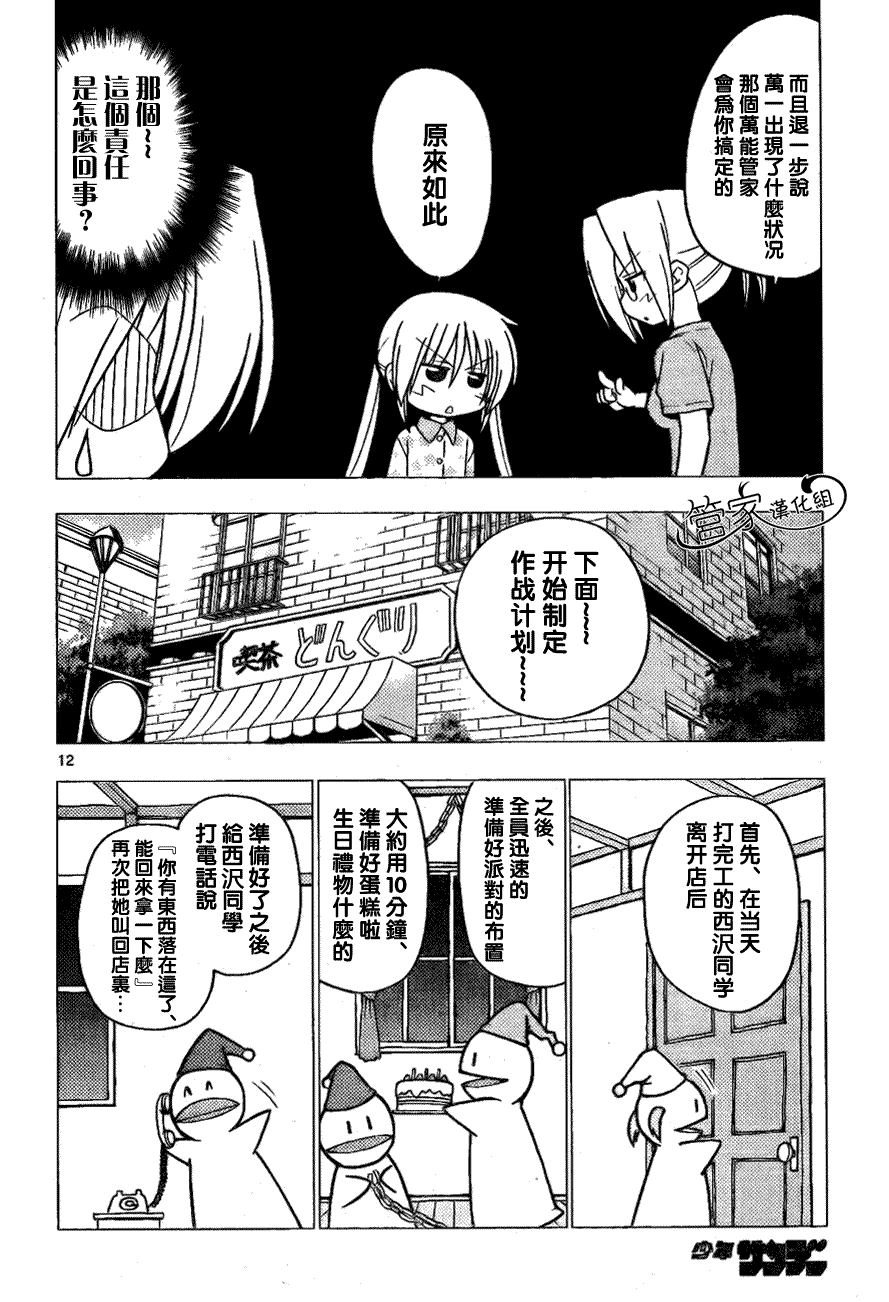 而且退一步說
萬一出現了什麼狀況
那個萬能管家
會為你搞定的
原來如此
那個~~
這個責任
是怎麼回事?
管家
漢化組
下面~~~
开始制定
作战计划~~~
喫茶
どんぐり
12
首先、在当天
打完工的西沢同学
离开店后
之後、
全員迅速的
準備好派對的布置
大約用10分鐘、
準備好蛋糕啦
生日禮物什麼的
準備好了之後
給西沢同學
打電話說
『你有東西落在這了、
能回來拿一下麼』
再次把她叫回店裏…
少年
サンデー